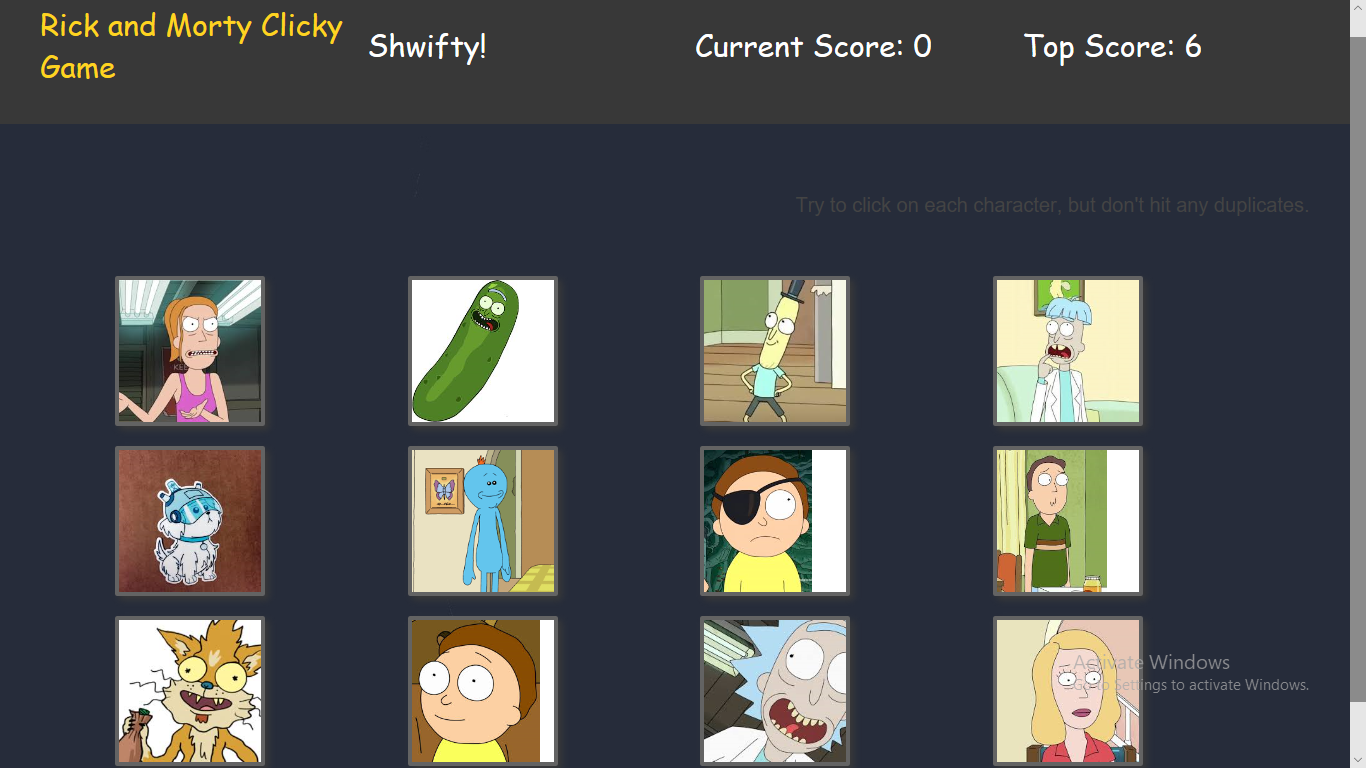 Rick and Morty Clicky
Game
Shwifty!
Current Score: 0
Top Score: 6
Try to click on each character, but don't hit any duplicates.
Activate Windows
Go to Settings to activate Windows.